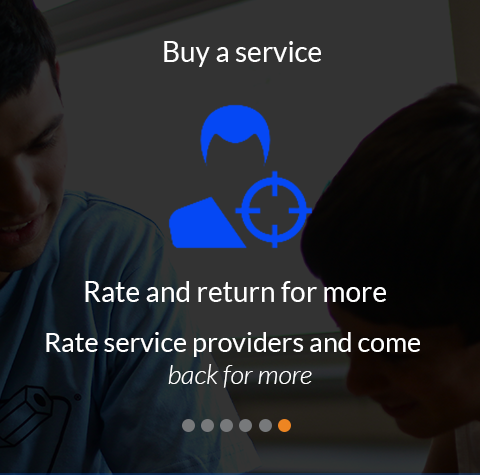 Buy a service
Rate and return for more
Rate service providers and come
back for more